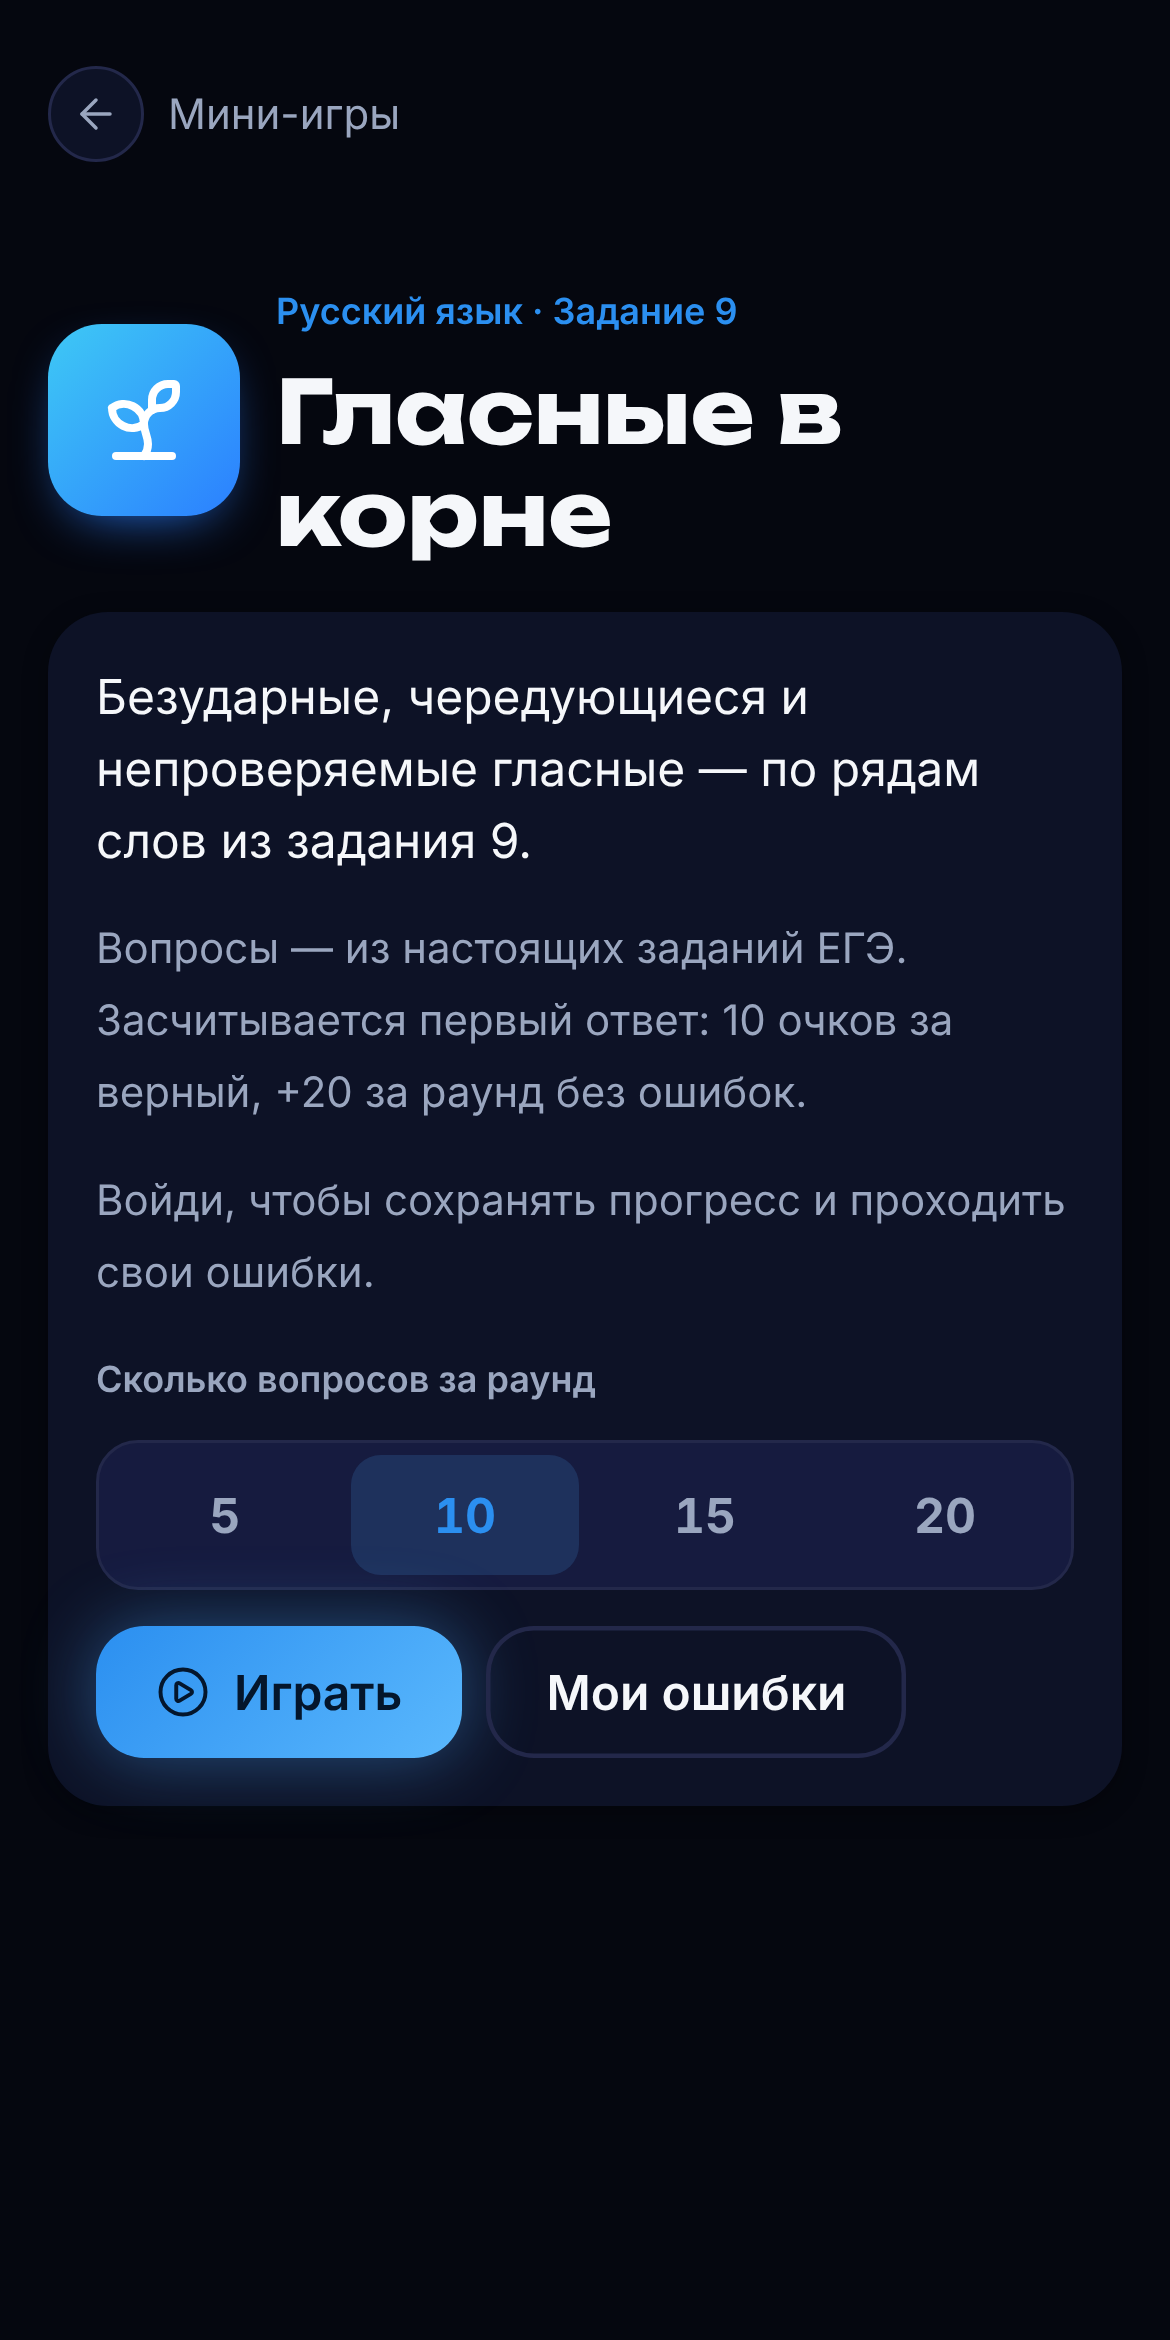 Мини-игры
Русский язык · Задание 9
Гласные в
корне
Безударные, чередующиеся и
непроверяемые гласные — по рядам
слов из задания 9.
Вопросы — из настоящих заданий ЕГЭ.
Засчитывается первый ответ: 10 очков за
верный, +20 за раунд без ошибок.
Войди, чтобы сохранять прогресс и проходить
свои ошибки.
Сколько вопросов за раунд
5 10 15 20
Играть Мои ошибки